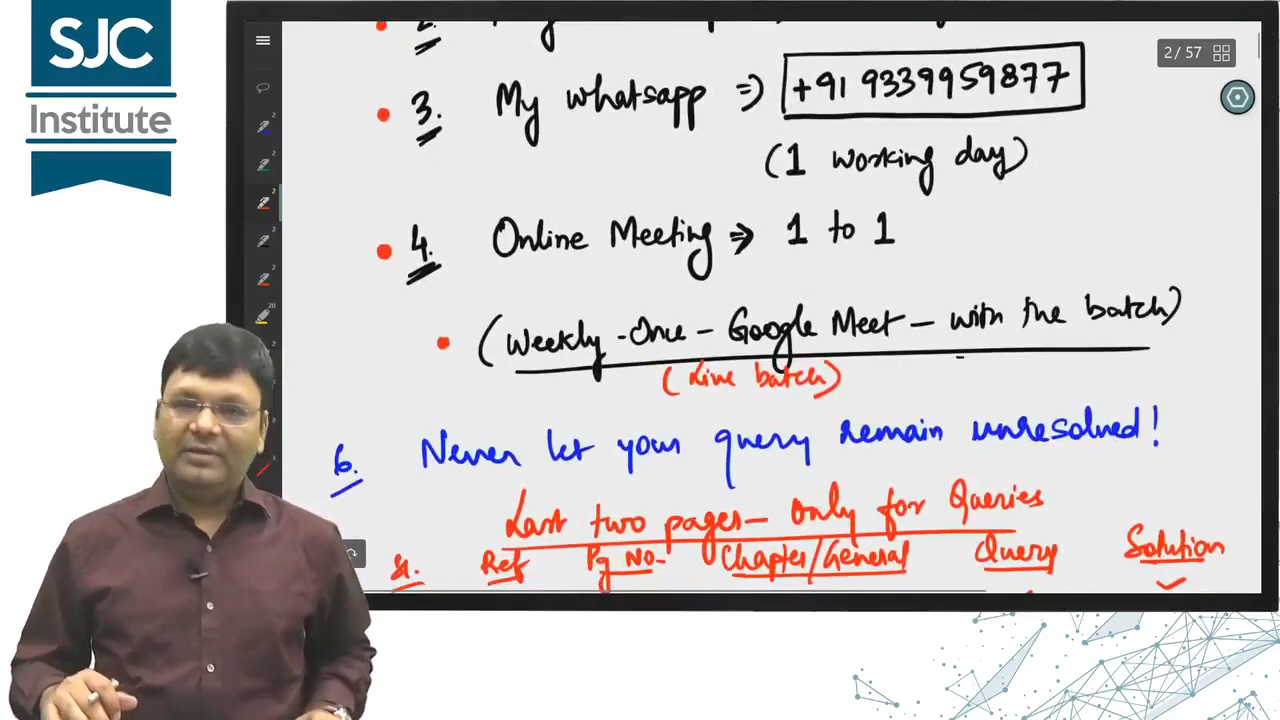 SJC
Institute
2 / 57
3. My whatsapp => +91 9339959877
(1 working day)
4. Online Meeting => 1 to 1
(Weekly-Once - Google Meet - with the batch)
(Live batch)
6. Never let your query remain unresolved!
Last two pages - Only for Queries
Sl. Ref Pg No. Chapter/General Query Solution